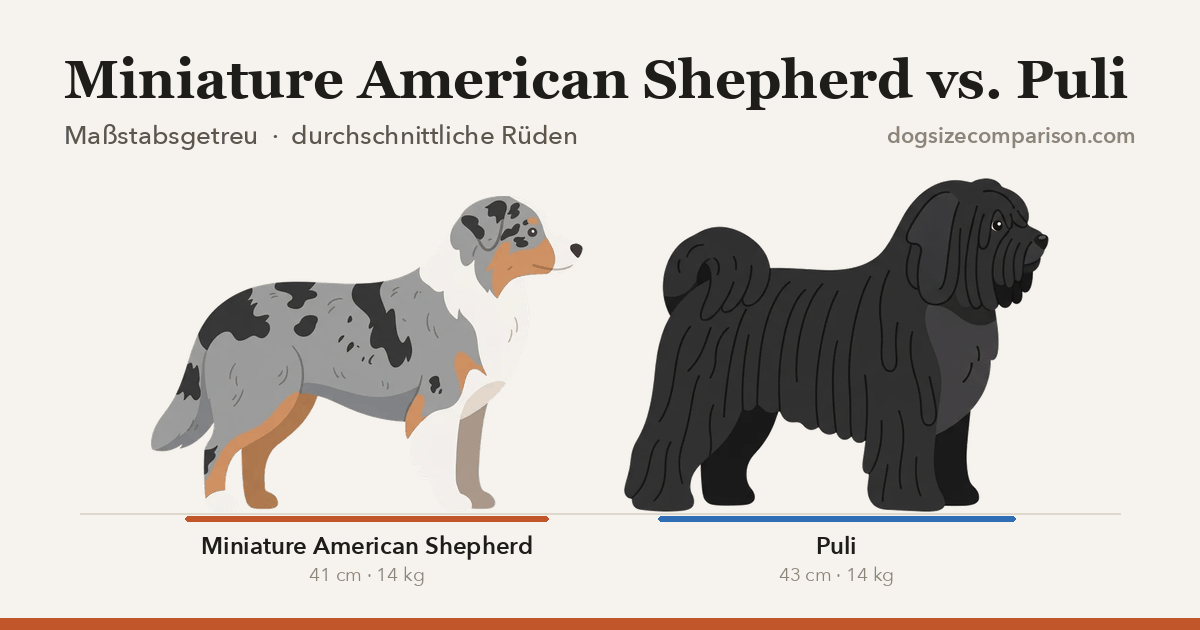 Miniature American Shepherd vs. Puli
Maßstabsgetreu · durchschnittliche Rüden
dogsizecomparison.com
Miniature American Shepherd
41 cm · 14 kg
Puli
43 cm · 14 kg